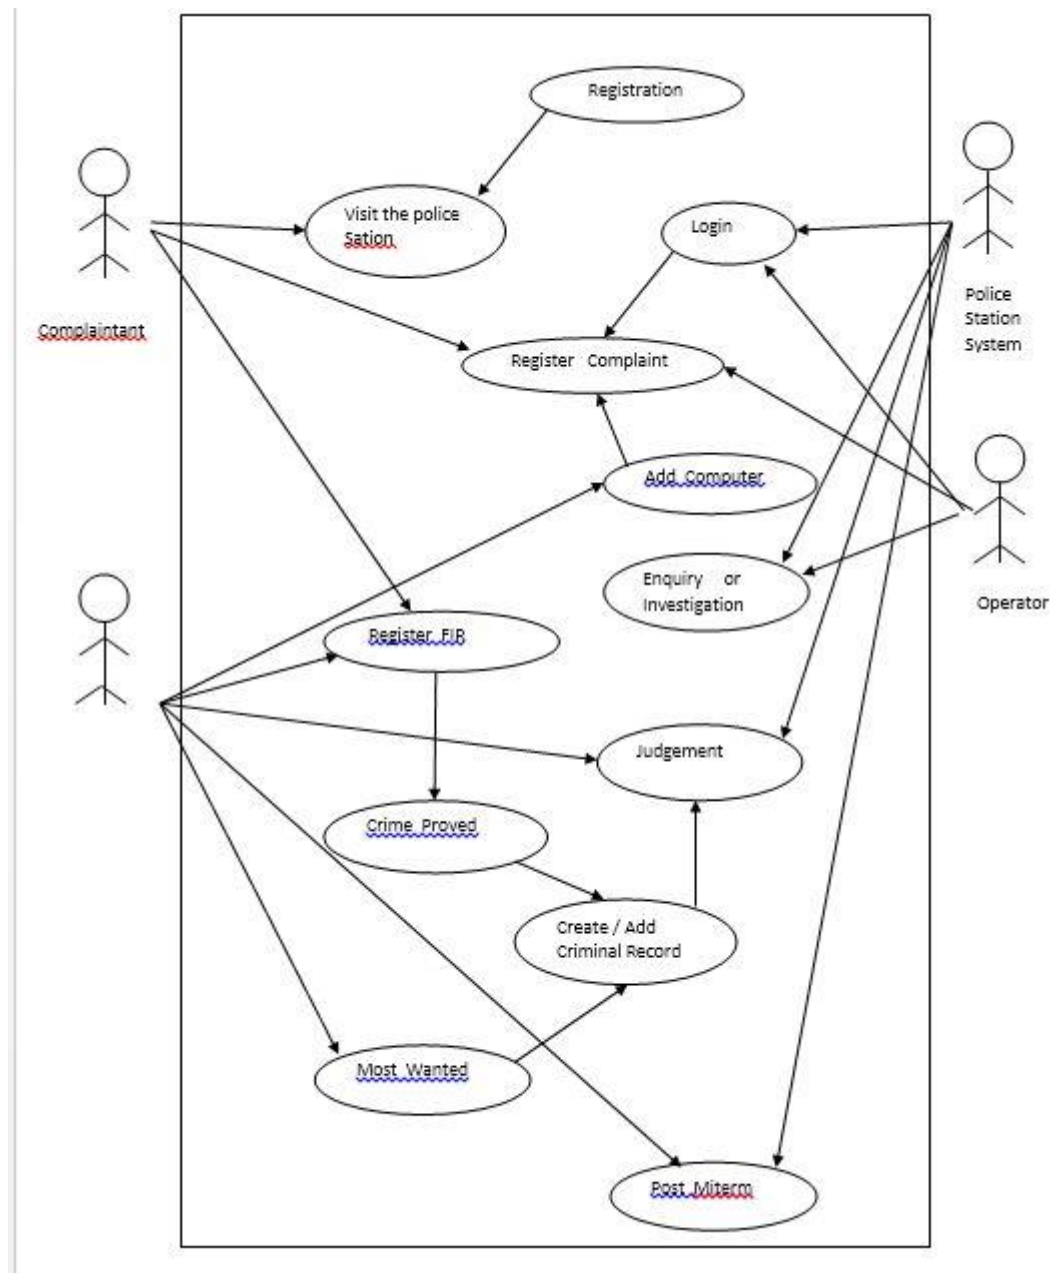 Registration
Visit the police
Sation
Login
Police
Station
System
Complaintant
Register Complaint
Add Computer
Enquiry or
Investigation
Operator
Register FIR
Judgement
Crime Proved
Create / Add
Criminal Record
Most Wanted
Post Miterm